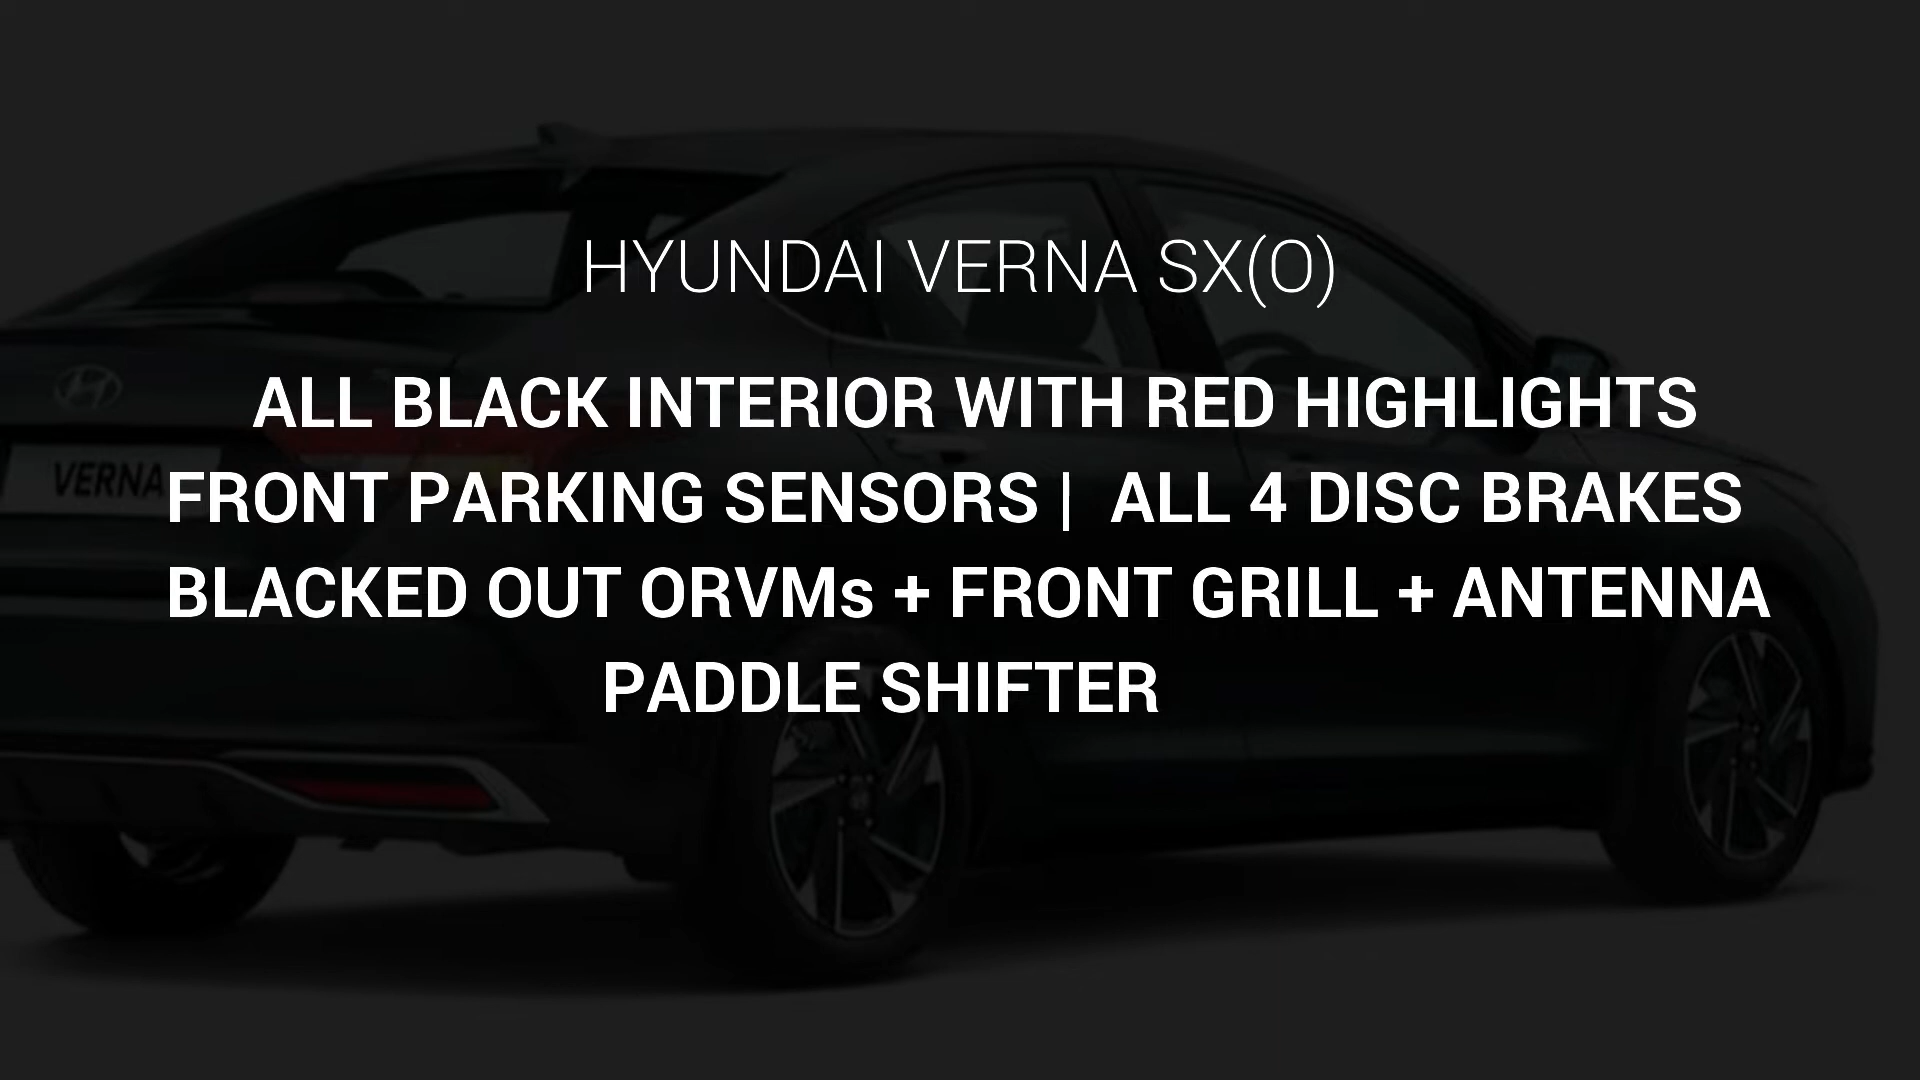 HYUNDAI VERNA SX(O)
ALL BLACK INTERIOR WITH RED HIGHLIGHTS
VERNA
FRONT PARKING SENSORS | ALL 4 DISC BRAKES
BLACKED OUT ORVMs + FRONT GRILL + ANTENNA
PADDLE SHIFTER